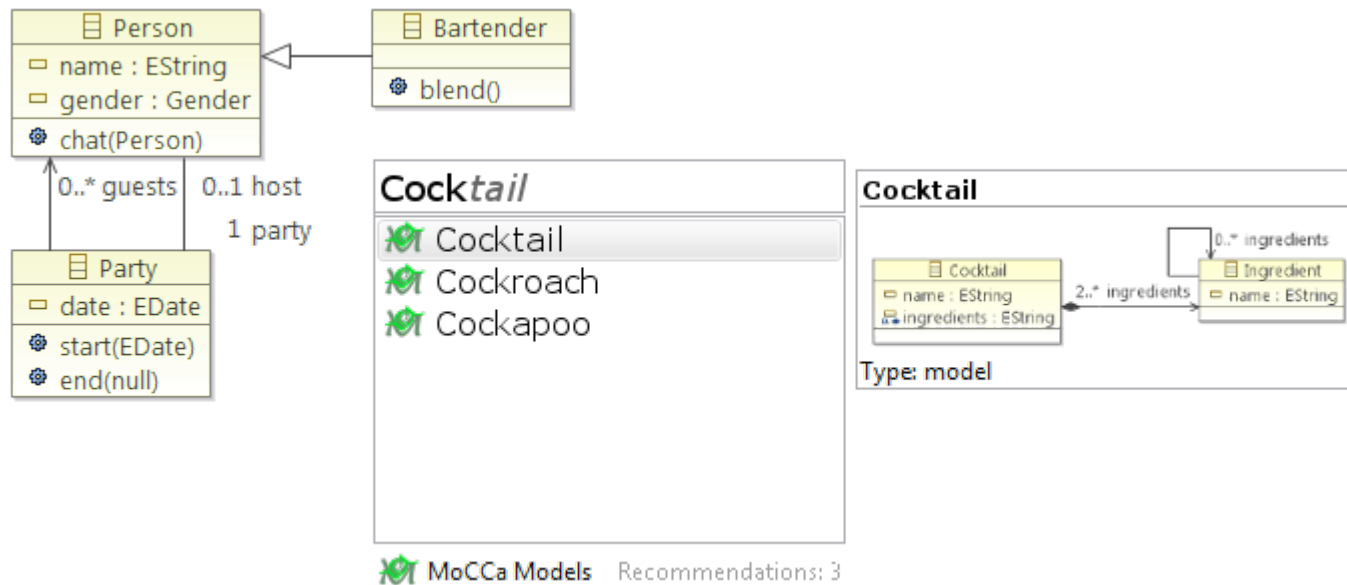 Person
name : EString
gender : Gender
chat(Person)
Bartender
blend()
0..* guests
0..1 host
1 party
Party
date : EDate
start(EDate)
end(null)
Cocktail
Cocktail
Cockroach
Cockapoo
MoCCa Models Recommendations: 3
Cocktail
0..* ingredients
Cocktail
name : EString
ingredients : EString
2..* ingredients
Ingredient
name : EString
Type: model